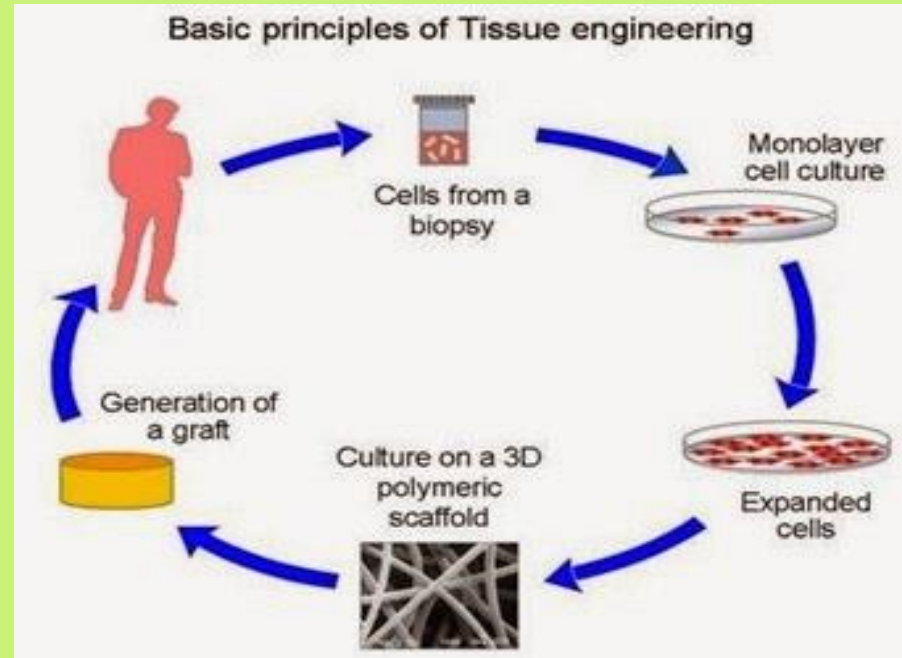 Basic principles of Tissue engineering
Cells from a
biopsy
Monolayer
cell culture
Expanded
cells
Culture on a 3D
polymeric
scaffold
Generation of
a graft